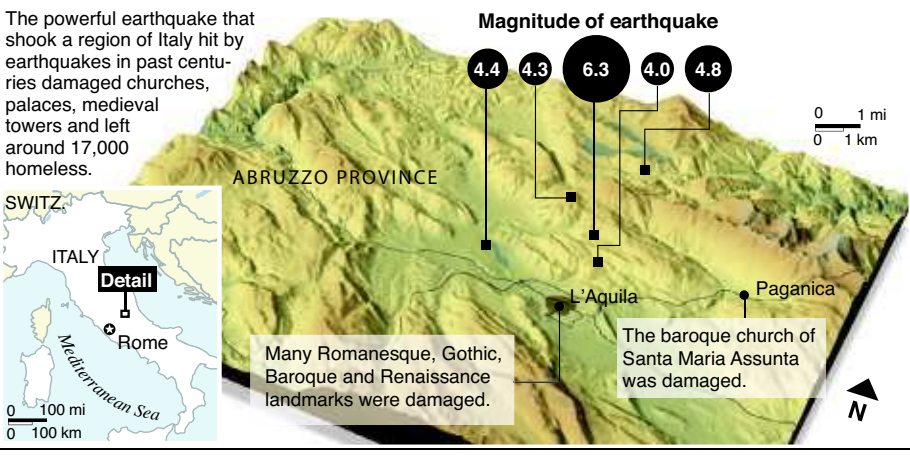 The powerful earthquake that
shook a region of Italy hit by
earthquakes in past centu-
ries damaged churches,
palaces, medieval
towers and left
around 17,000
homeless.
Magnitude of earthquake
4.4
4.3
6.3
4.0
4.8
0 1 mi
0 1 km
ABRUZZO PROVINCE
L'Aquila
Paganica
Many Romanesque, Gothic,
Baroque and Renaissance
landmarks were damaged.
The baroque church of
Santa Maria Assunta
was damaged.
N
SWITZ.
ITALY
Detail
Rome
Mediterranean Sea
0 100 mi
0 100 km